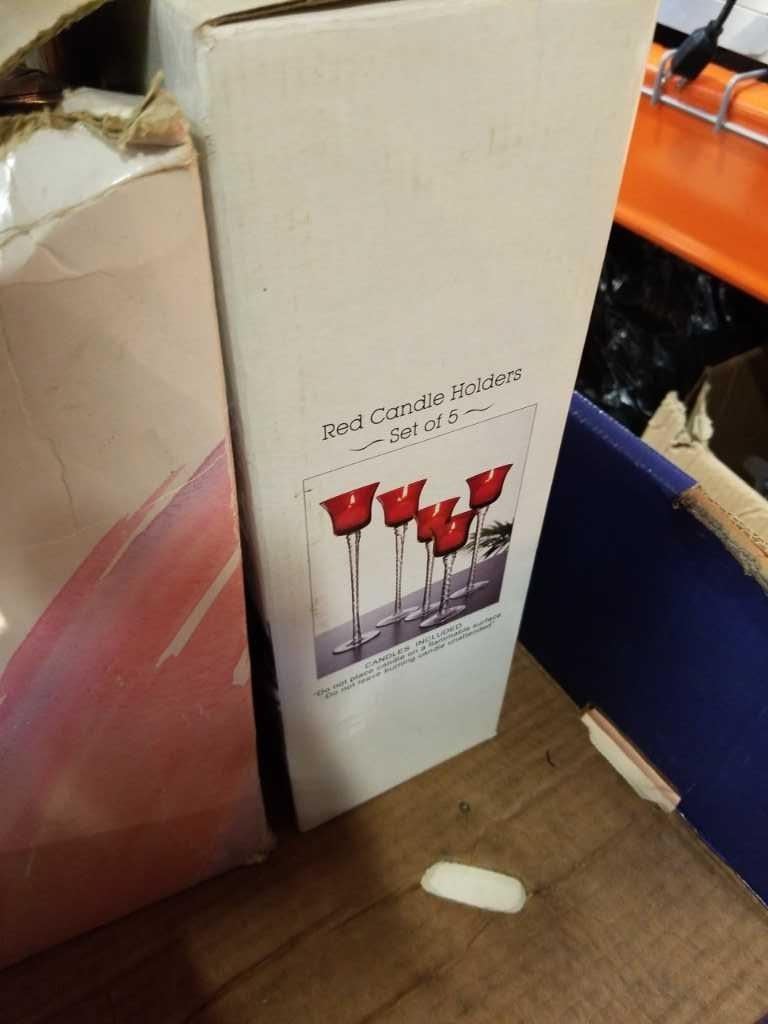 Red Candle Holders
Set of 5
CANDLES INCLUDED
"Do not place candle on a flammable surface
Do not leave burning candle unattended"